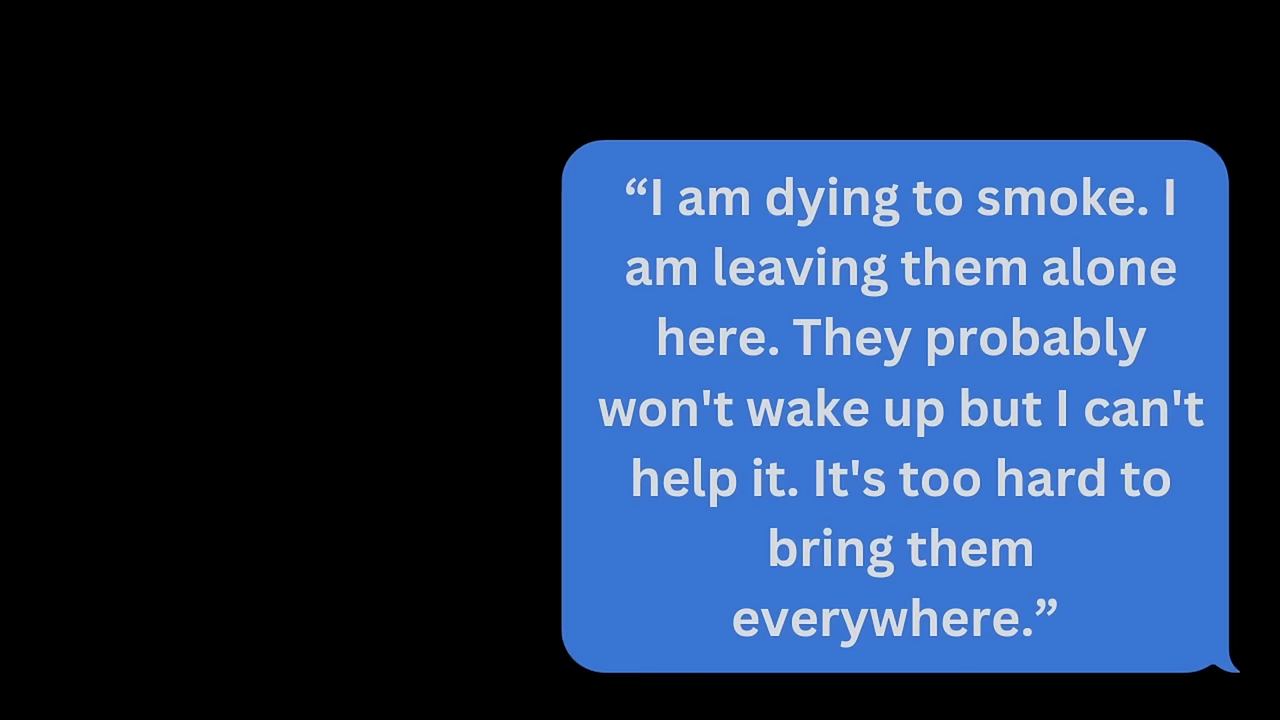 “I am dying to smoke. I
am leaving them alone
here. They probably
won't wake up but I can't
help it. It's too hard to
bring them
everywhere.”